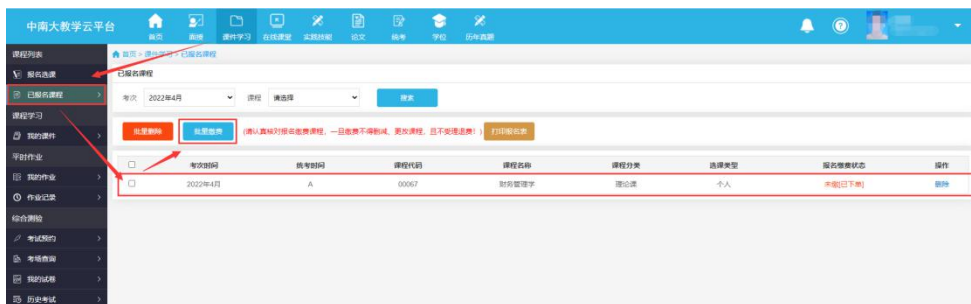 中南大教学云平台
首页 面授 课件学习 在线课堂 实践技能 论文 统考 学位 历年真题
课程列表
报名选课
已报名课程
课程学习
我的课件
平时作业
我的作业
作业记录
综合测验
考试预约
考场查询
我的试卷
历史考试
首页 > 课件学习 > 已报名课程
已报名课程
考次 2022年4月 课程 请选择 搜索
批量删除 批量缴费 (请认真核对报名缴费课程，一旦缴费不得删减、更改课程，且不受理退费！) 打印报名表
考次时间 统考时间 课程代码 课程名称 课程分类 选课类型 报名缴费状态 操作
2022年4月 A 00067 财务管理学 理论课 个人 未缴[已下单] 删除